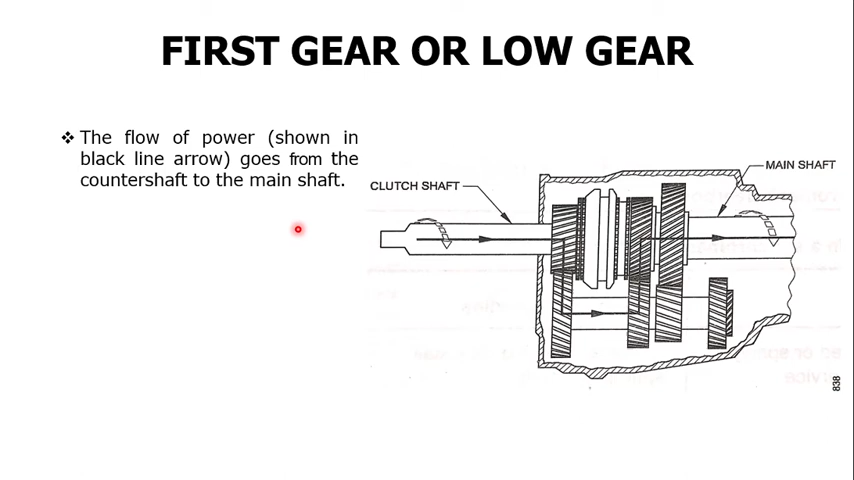 FIRST GEAR OR LOW GEAR
❖ The flow of power (shown in
black line arrow) goes from the
countershaft to the main shaft.
MAIN SHAFT
CLUTCH SHAFT
838